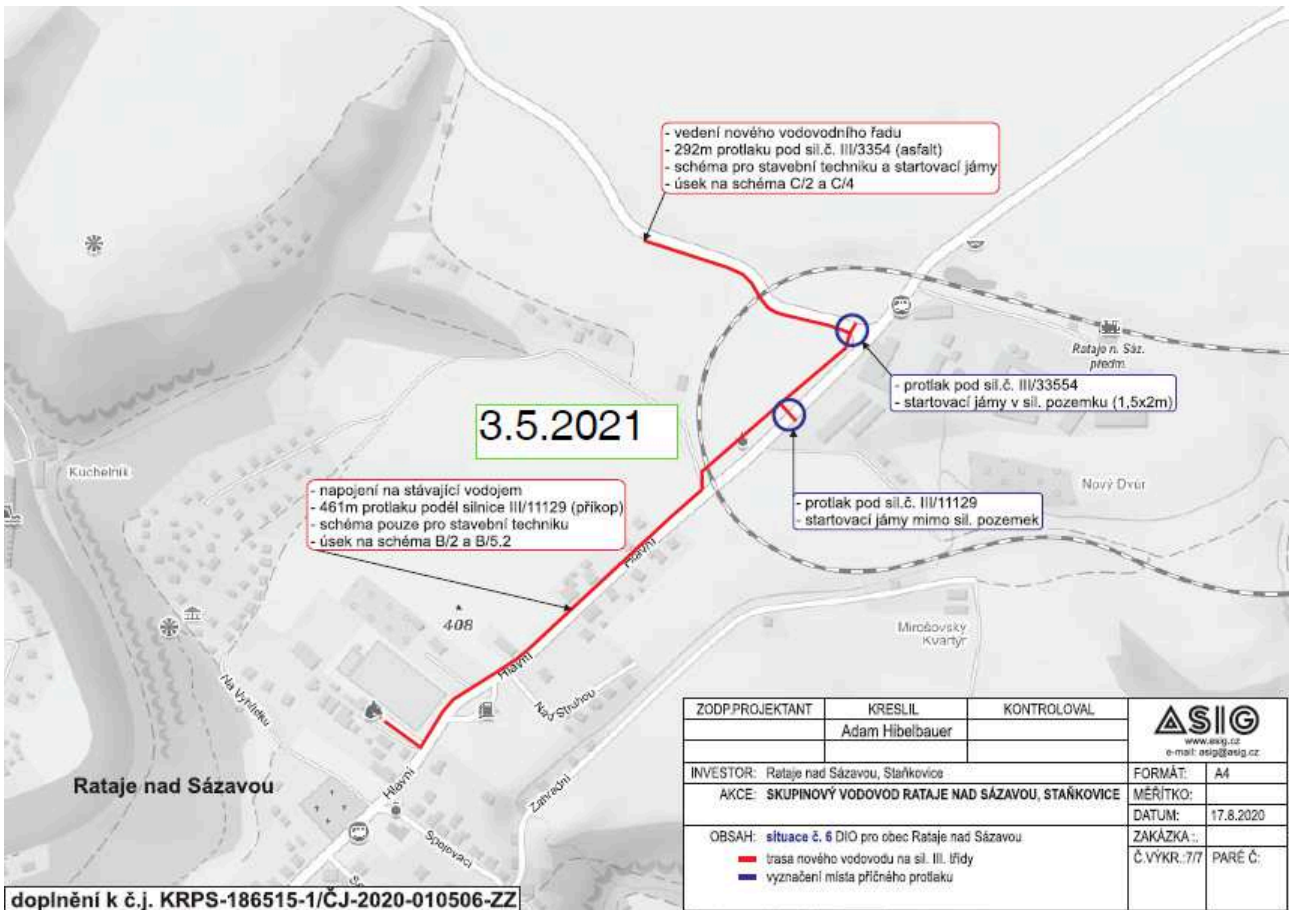 - vedení nového vodovodního řadu
- 292m protlaku pod sil.č. III/3354 (asfalt)
- schéma pro stavební techniku a startovací jámy
- úsek na schéma C/2 a C/4
Rataje n. Sáz.
předm.
- protlak pod sil.č. III/33554
- startovací jámy v sil. pozemku (1,5x2m)
3.5.2021
Kuchelník
Nový Dvůr
- napojení na stávající vodojem
- 461m protlaku podél silnice III/11129 (příkop)
- schéma pouze pro stavební techniku
- úsek na schéma B/2 a B/5.2
- protlak pod sil.č. III/11129
- startovací jámy mimo sil. pozemek
Hlavní
408
Mirošovský
Kvartýr
Hlavní
Na Vyhlídku
Nad Struhou
Hlavní
Zahradní
Rataje nad Sázavou
Spojovací
ZODP.PROJEKTANT KRESLIL KONTROLOVAL
Adam Hibelbauer
ASIG
www.asig.cz
e-mail: asig@asig.cz
INVESTOR: Rataje nad Sázavou, Staňkovice
FORMÁT: A4
AKCE: SKUPINOVÝ VODOVOD RATAJE NAD SÁZAVOU, STAŇKOVICE
MĚŘÍTKO:
DATUM: 17.8.2020
OBSAH: situace č. 6 DIO pro obec Rataje nad Sázavou
ZAKÁZKA :.
trasa nového vodovodu na sil. III. třídy
Č.VÝKR.:7/7 PARÉ Č:
vyznačení místa příčného protlaku
doplnění k č.j. KRPS-186515-1/ČJ-2020-010506-ZZ